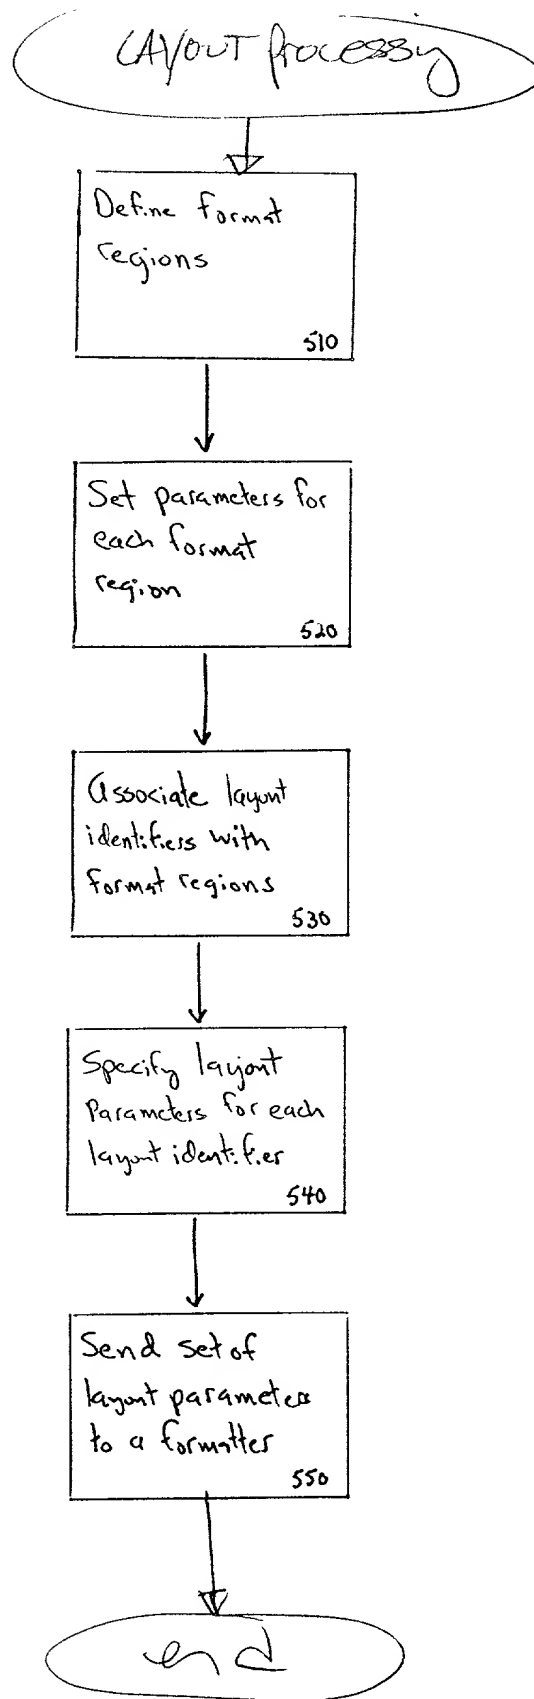 LAYOUT Processing
Define format
regions
510
Set parameters for
each format
region
520
Associate layout
identifiers with
format regions
530
Specify layout
Parameters for each
layout identifier
540
Send set of
layout parameters
to a formatter
550
end